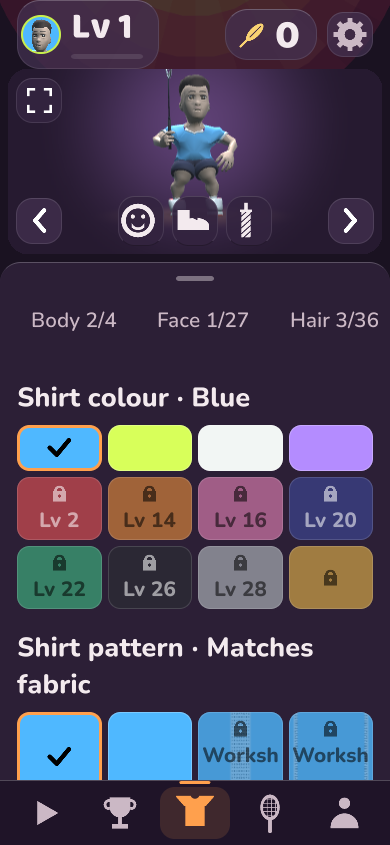 Lv 1
0
Body 2/4 Face 1/27 Hair 3/36
Shirt colour · Blue
Lv 2 Lv 14 Lv 16 Lv 20
Lv 22 Lv 26 Lv 28
Shirt pattern · Matches
fabric
Worksh Worksh